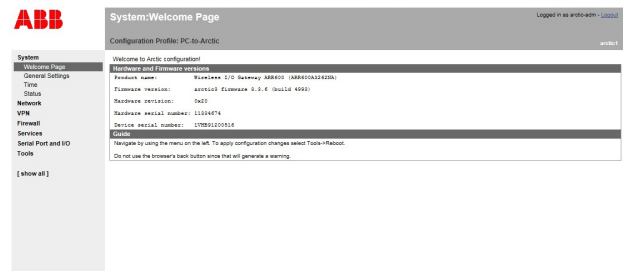 ABB
System:Welcome Page
Logged in as arctic-adm - Logout
Configuration Profile: PC-to-Arctic
arctic1
System
Welcome Page
General Settings
Time
Status
Network
VPN
Firewall
Services
Serial Port and I/O
Tools
[ show all ]
Welcome to Arctic configuration!
Hardware and Firmware versions
Product name: Wireless I/O Gateway ARR600 (ARR600A3262NA)
Firmware version: Arctic3 firmware 3.3.6 (build 4993)
Hardware revision: 0x20
Hardware serial number: 11994674
Device serial number: 1VHB91200516
Guide
Navigate by using the menu on the left. To apply configuration changes select Tools->Reboot.
Do not use the browser's back button since that will generate a warning.